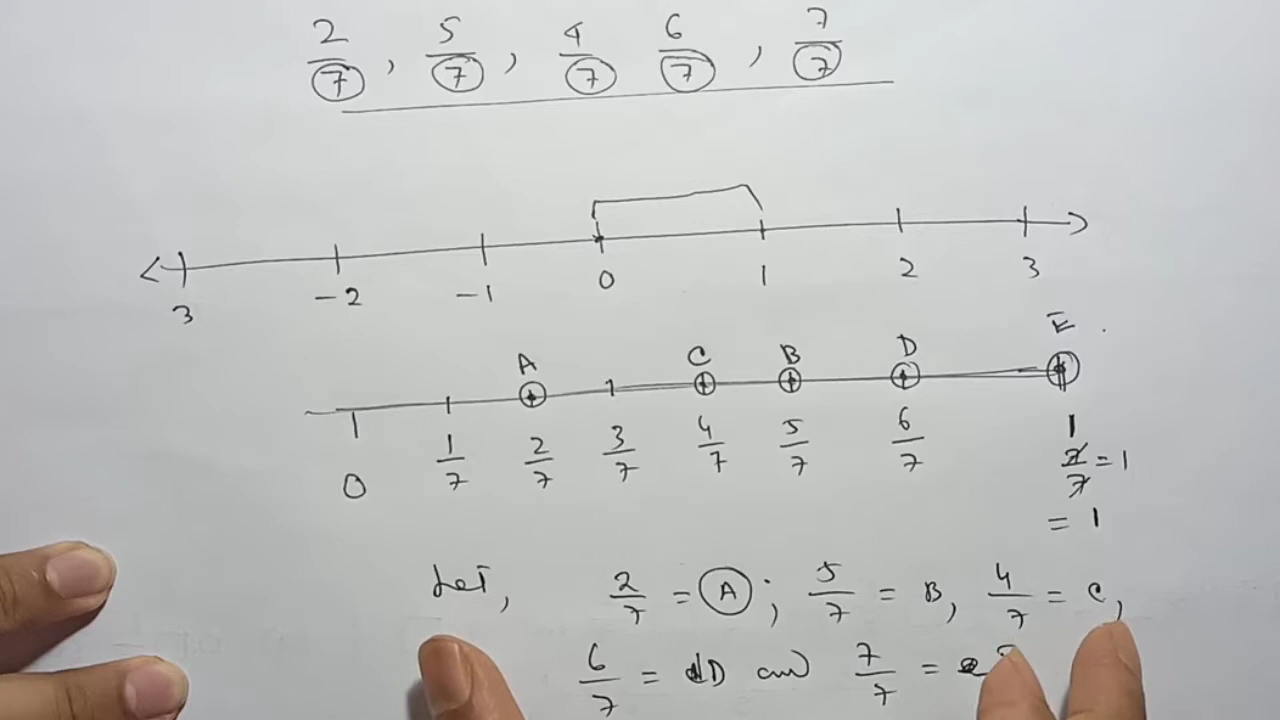 2/7, 5/7, 4/7 6/7, 7/7
3 -2 -1 0 1 2 3
A C B D E
0 1/7 2/7 3/7 4/7 5/7 6/7 1
7/7 = 1
= 1
Let, 2/7 = A; 5/7 = B, 4/7 = C,
6/7 = D and 7/7 =